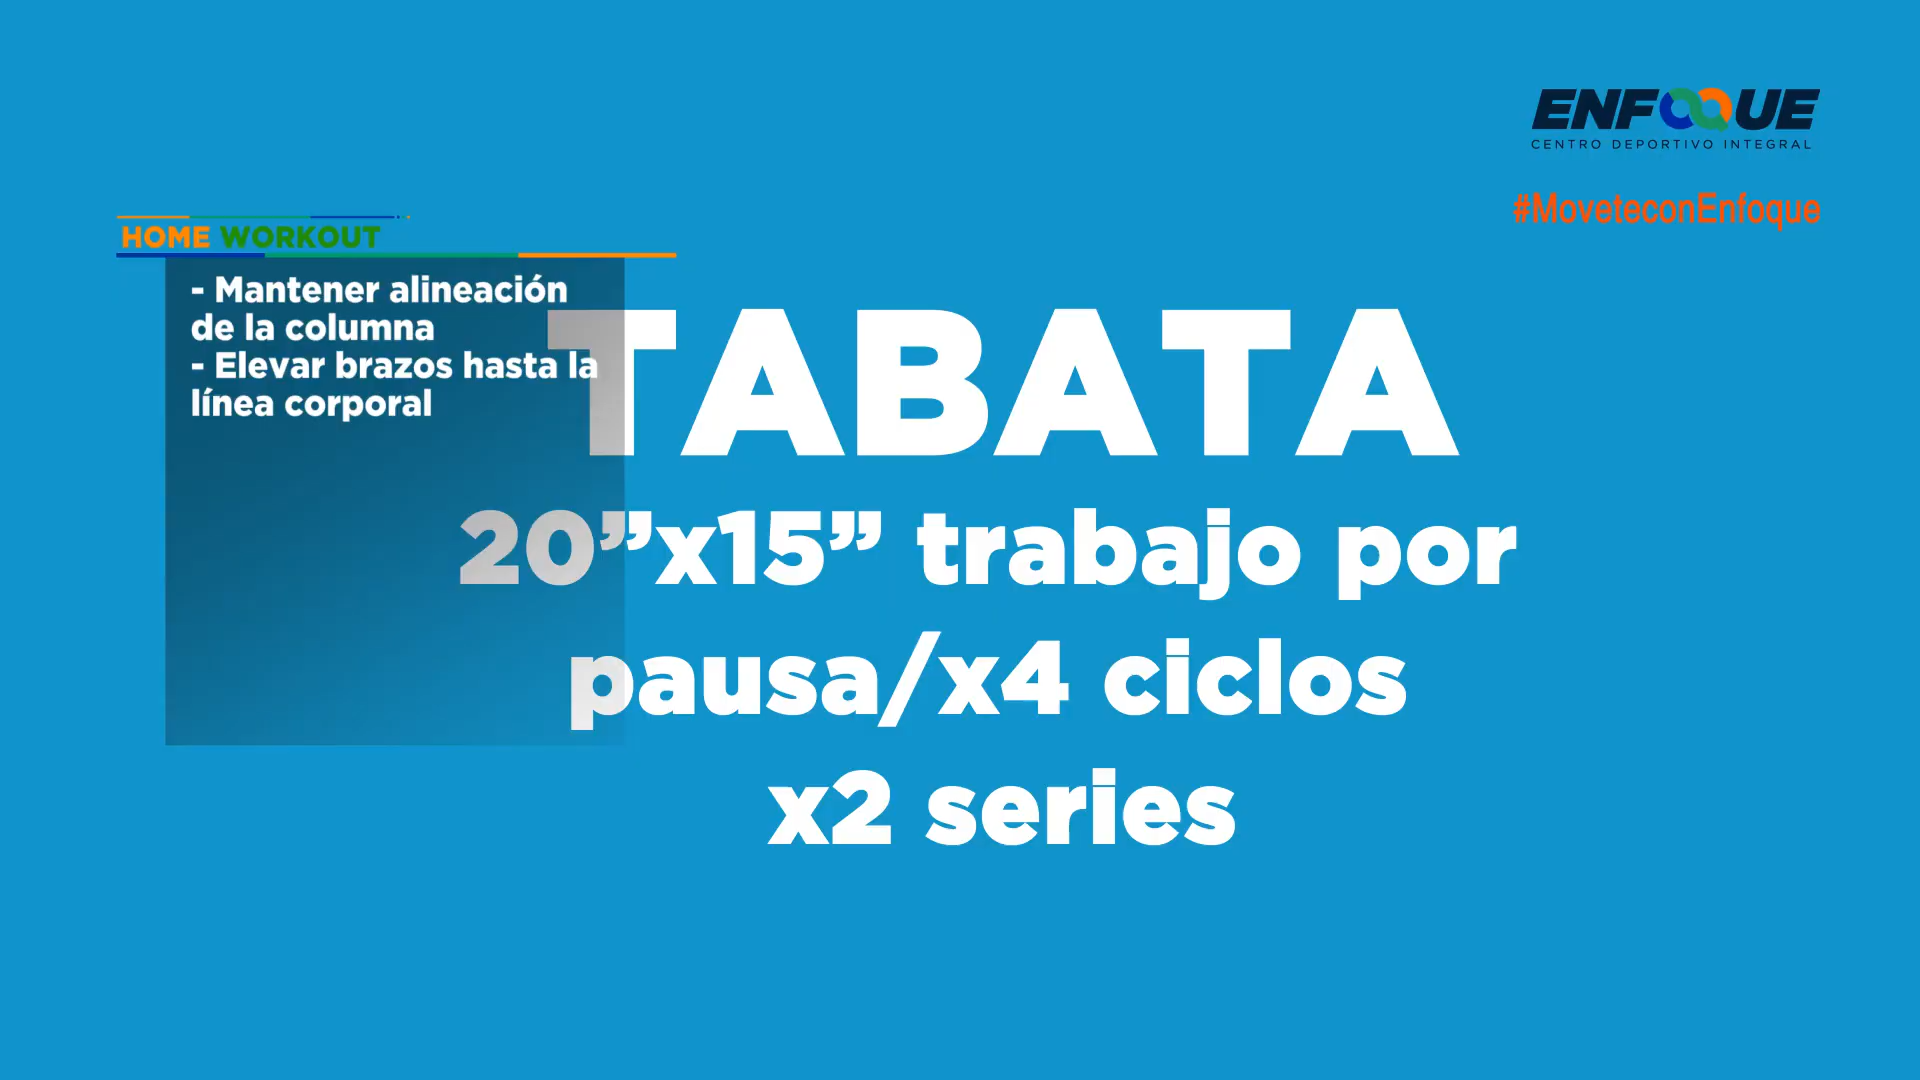 ENFOQUE
CENTRO DEPORTIVO INTEGRAL
#MoveteconEnfoque
HOME WORKOUT
- Mantener alineación
de la columna
- Elevar brazos hasta la
línea corporal
TABATA
20”x15” trabajo por
pausa/x4 ciclos
x2 series